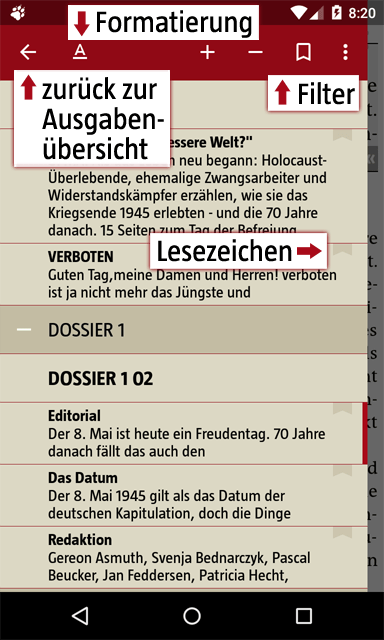 8:20
Formatierung
A
zurück zur
Ausgaben-
übersicht
Filter
essere Welt?"
n neu begann: Holocaust-
Überlebende, ehemalige Zwangsarbeiter und
Widerstandskämpfer erzählen, wie sie das
Kriegsende 1945 erlebten - und die 70 Jahre
danach. 15 Seiten zum Tag der Befreiung
Lesezeichen
VERBOTEN
Guten Tag,meine Damen und Herren! verboten
ist ja nicht mehr das Jüngste und
DOSSIER 1
DOSSIER 1 02
Editorial
Der 8. Mai ist heute ein Freudentag. 70 Jahre
danach fällt das auch den
Das Datum
Der 8. Mai 1945 gilt als das Datum der
deutschen Kapitulation, doch die Dinge
Redaktion
Gereon Asmuth, Svenja Bednarczyk, Pascal
Beucker, Jan Feddersen, Patricia Hecht,